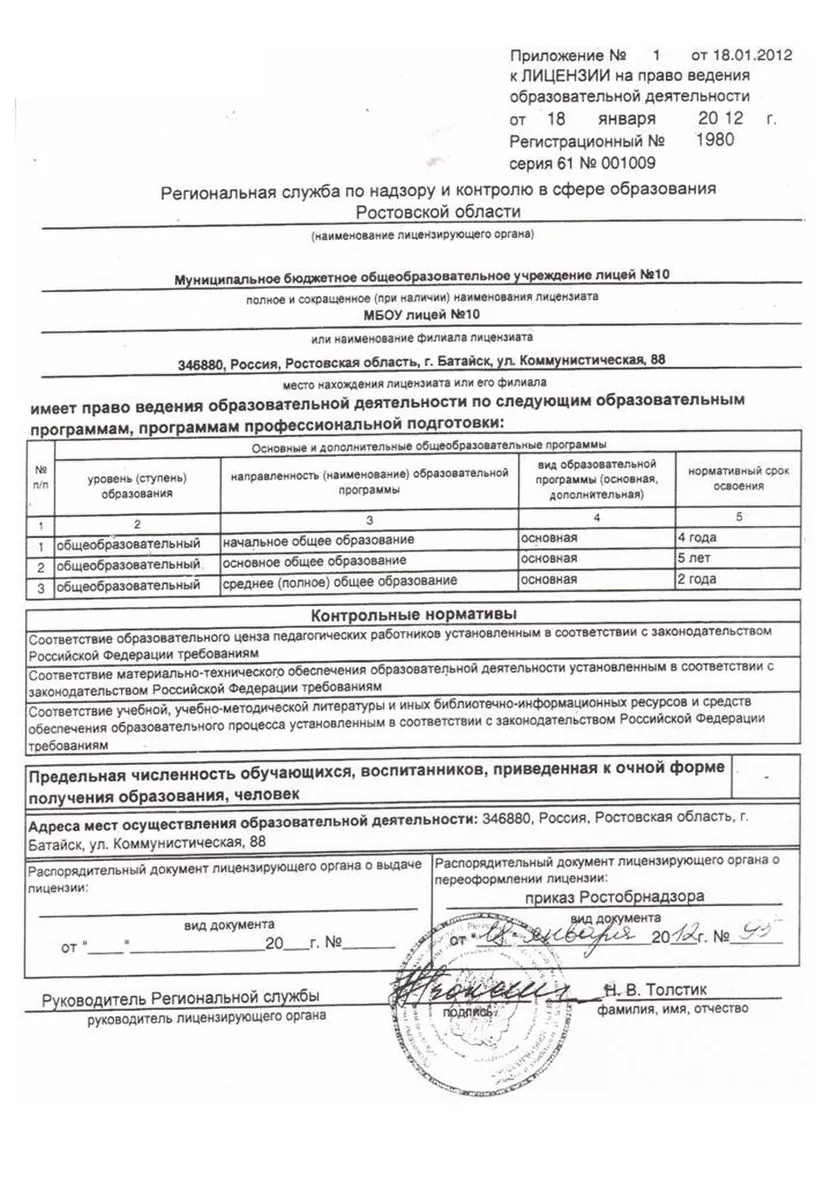 Приложение № 1 от 18.01.2012
к ЛИЦЕНЗИИ на право ведения
образовательной деятельности
от 18 января 20 12 г.
Регистрационный № 1980
серия 61 № 001009
Региональная служба по надзору и контролю в сфере образования
Ростовской области
(наименование лицензирующего органа)
Муниципальное бюджетное общеобразовательное учреждение лицей №10
полное и сокращенное (при наличии) наименования лицензиата
МБОУ лицей №10
или наименование филиала лицензиата
346880, Россия, Ростовская область, г. Батайск, ул. Коммунистическая, 88
место нахождения лицензиата или его филиала
имеет право ведения образовательной деятельности по следующим образовательным
программам, программам профессиональной подготовки:
№ п/п
Основные и дополнительные общеобразовательные программы
уровень (ступень)
образования
направленность (наименование) образовательной
программы
вид образовательной
программы (основная,
дополнительная)
нормативный срок
освоения
1 2 3 4 5
1 общеобразовательный начальное общее образование основная 4 года
2 общеобразовательный основное общее образование основная 5 лет
3 общеобразовательный среднее (полное) общее образование основная 2 года
Контрольные нормативы
Соответствие образовательного ценза педагогических работников установленным в соответствии с законодательством
Российской Федерации требованиям
Соответствие материально-технического обеспечения образовательной деятельности установленным в соответствии с
законодательством Российской Федерации требованиям
Соответствие учебной, учебно-методической литературы и иных библиотечно-информационных ресурсов и средств
обеспечения образовательного процесса установленным в соответствии с законодательством Российской Федерации
требованиям
Предельная численность обучающихся, воспитанников, приведенная к очной форме -
получения образования, человек
Адреса мест осуществления образовательной деятельности: 346880, Россия, Ростовская область, г.
Батайск, ул. Коммунистическая, 88
Распорядительный документ лицензирующего органа о выдаче
лицензии:
вид документа
от "____"________________20___г. №_______
Распорядительный документ лицензирующего органа о
переоформлении лицензии:
приказ Ростобрнадзора
вид документа
от "18" января 2012г. №
Руководитель Региональной службы Н. В. Толстик
руководитель лицензирующего органа подпись фамилия, имя, отчество